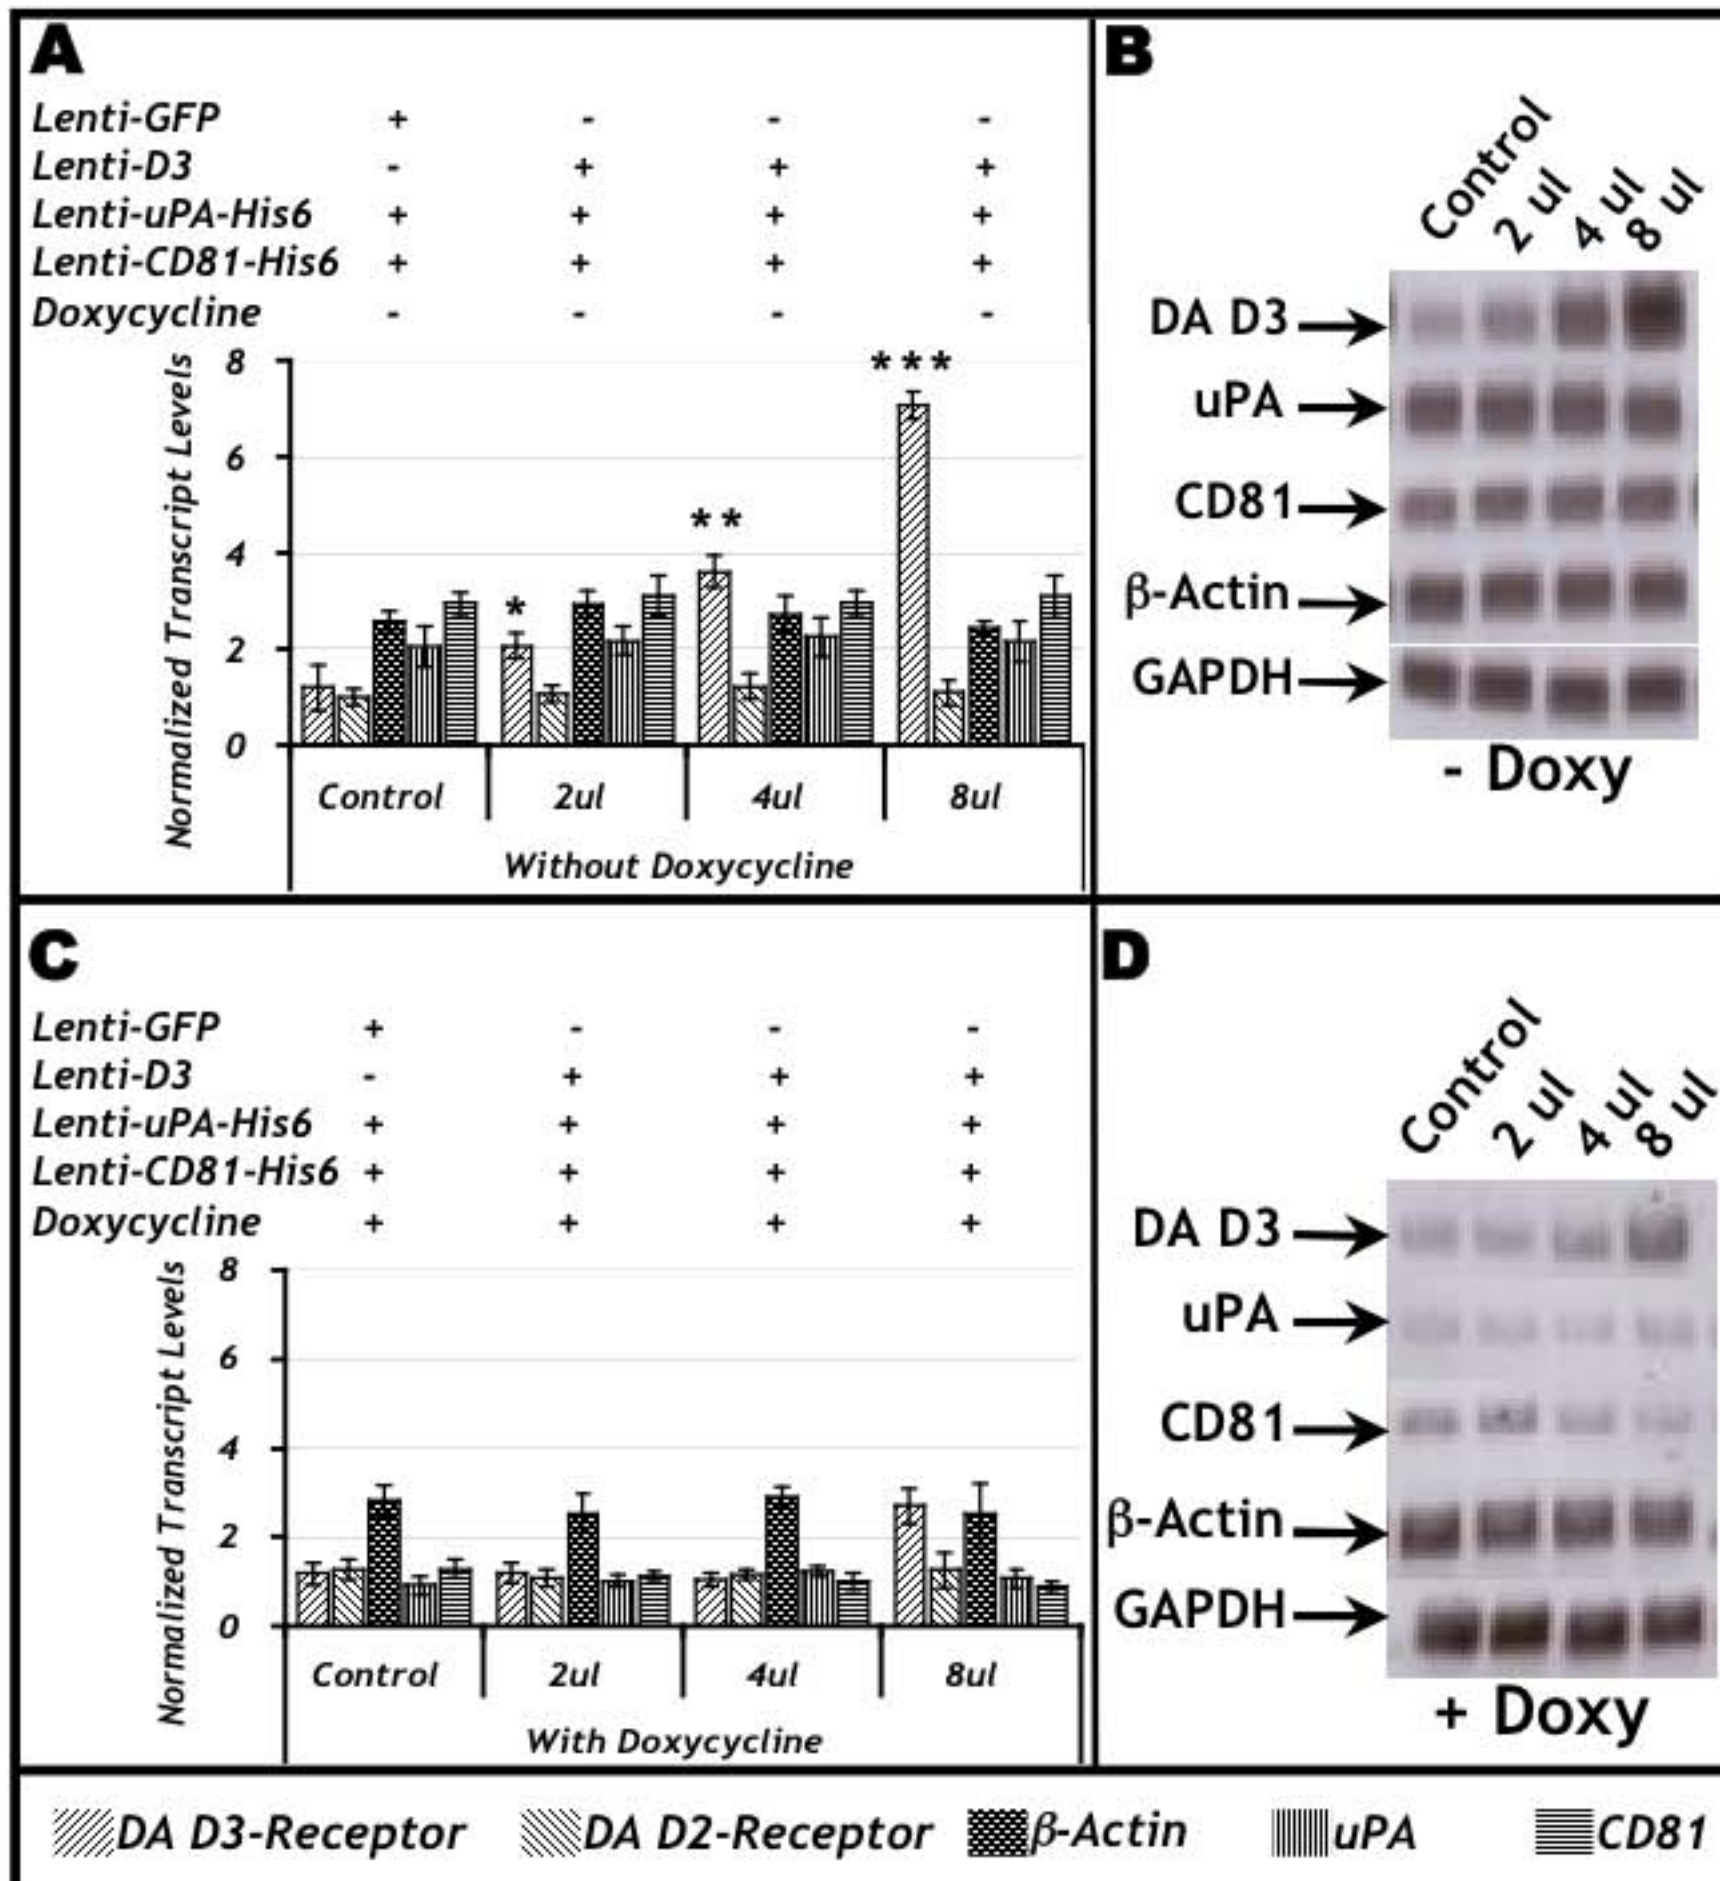 A
Lenti-GFP + - - -
Lenti-D3 - + + +
Lenti-uPA-His6 + + + +
Lenti-CD81-His6 + + + +
Doxycycline - - - -
Normalized Transcript Levels
8
6
4
2
0
* ** ***
Control 2ul 4ul 8ul
Without Doxycycline
B
Control 2 ul 4 ul 8 ul
DA D3
uPA
CD81
β-Actin
GAPDH
- Doxy
C
Lenti-GFP + - - -
Lenti-D3 - + + +
Lenti-uPA-His6 + + + +
Lenti-CD81-His6 + + + +
Doxycycline + + + +
Normalized Transcript Levels
8
6
4
2
0
Control 2ul 4ul 8ul
With Doxycycline
D
Control 2 ul 4 ul 8 ul
DA D3
uPA
CD81
β-Actin
GAPDH
+ Doxy
DA D3-Receptor DA D2-Receptor β-Actin uPA CD81